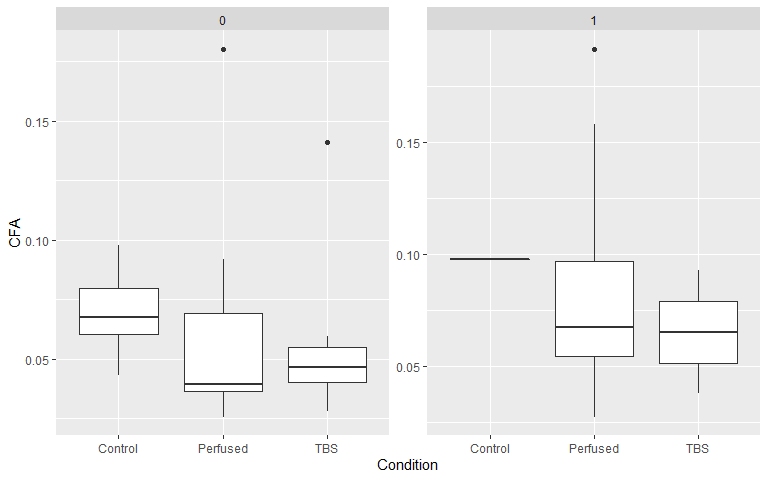 0
1
CFA
0.15
0.10
0.05
0.15
0.10
0.05
Control
Perfused
TBS
Control
Perfused
TBS
Condition